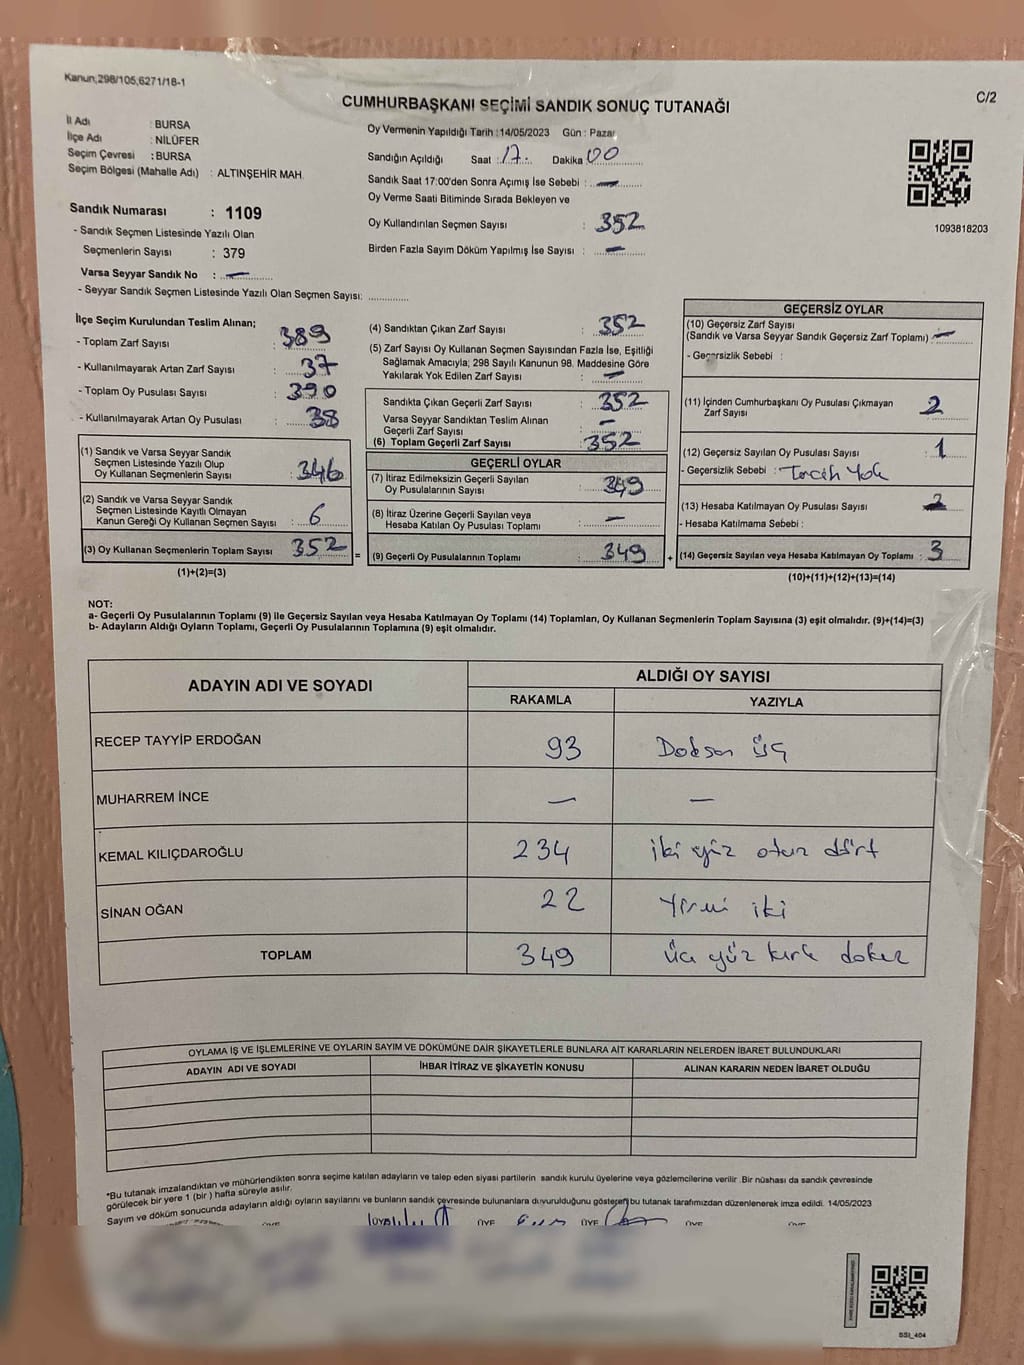 Kanun;298/105,6271/18-1
C/2
CUMHURBAŞKANI SEÇİMİ SANDIK SONUÇ TUTANAĞI
İl Adı : BURSA
İlçe Adı : NİLÜFER
Seçim Çevresi : BURSA
Seçim Bölgesi (Mahalle Adı) : ALTINŞEHİR MAH.
Sandık Numarası : 1109
- Sandık Seçmen Listesinde Yazılı Olan
Seçmenlerin Sayısı : 379
Varsa Seyyar Sandık No : —
- Seyyar Sandık Seçmen Listesinde Yazılı Olan Seçmen Sayısı: ............
Oy Vermenin Yapıldığı Tarih : 14/05/2023 Gün : Pazar
Sandığın Açıldığı Saat : 17 Dakika 00
Sandık Saat 17:00'den Sonra Açımış İse Sebebi : —
Oy Verme Saati Bitiminde Sırada Bekleyen ve
Oy Kullandırılan Seçmen Sayısı : 352
Birden Fazla Sayım Döküm Yapılmış İse Sayısı : —
1093818203
İlçe Seçim Kurulundan Teslim Alınan;
- Toplam Zarf Sayısı : 389
- Kullanılmayarak Artan Zarf Sayısı : 37
- Toplam Oy Pusulası Sayısı : 390
- Kullanılmayarak Artan Oy Pusulası : 38
(1) Sandık ve Varsa Seyyar Sandık
Seçmen Listesinde Yazılı Olup
Oy Kullanan Seçmenlerin Sayısı : 346
(2) Sandık ve Varsa Seyyar Sandık
Seçmen Listesinde Kayıtlı Olmayan
Kanun Gereği Oy Kullanan Seçmen Sayısı : 6
(3) Oy Kullanan Seçmenlerin Toplam Sayısı 352 =
(1)+(2)=(3)
(4) Sandıktan Çıkan Zarf Sayısı : 352
(5) Zarf Sayısı Oy Kullanan Seçmen Sayısından Fazla İse, Eşitliği
Sağlamak Amacıyla; 298 Sayılı Kanunun 98. Maddesine Göre
Yakılarak Yok Edilen Zarf Sayısı : —
Sandıkta Çıkan Geçerli Zarf Sayısı : 352
Varsa Seyyar Sandıktan Teslim Alınan
Geçerli Zarf Sayısı : —
(6) Toplam Geçerli Zarf Sayısı : 352
GEÇERLİ OYLAR
(7) İtiraz Edilmeksizin Geçerli Sayılan
Oy Pusulalarının Sayısı : 349
(8) İtiraz Üzerine Geçerli Sayılan veya
Hesaba Katılan Oy Pusulası Toplamı : —
(9) Geçerli Oy Pusulalarının Toplamı : 349 +
GEÇERSİZ OYLAR
(10) Geçersiz Zarf Sayısı
(Sandık ve Varsa Seyyar Sandık Geçersiz Zarf Toplamı) —
- Geçersizlik Sebebi :
(11) İçinden Cumhurbaşkanı Oy Pusulası Çıkmayan
Zarf Sayısı : 2
(12) Geçersiz Sayılan Oy Pusulası Sayısı : 1
- Geçersizlik Sebebi : Tercih Yok
(13) Hesaba Katılmayan Oy Pusulası Sayısı :
- Hesaba Katılmama Sebebi :
(14) Geçersiz Sayılan veya Hesaba Katılmayan Oy Toplamı : 3
(10)+(11)+(12)+(13)=(14)
NOT:
a- Geçerli Oy Pusulalarının Toplamı (9) ile Geçersiz Sayılan veya Hesaba Katılmayan Oy Toplamı (14) Toplamları, Oy Kullanan Seçmenlerin Toplam Sayısına (3) eşit olmalıdır. (9)+(14)=(3)
b- Adayların Aldığı Oyların Toplamı, Geçerli Oy Pusulalarının Toplamına (9) eşit olmalıdır.
ADAYIN ADI VE SOYADI
ALDIĞI OY SAYISI
RAKAMLA YAZIYLA
RECEP TAYYİP ERDOĞAN 93 Doksan üç
MUHARREM İNCE — —
KEMAL KILIÇDAROĞLU 234 iki yüz otuz dört
SİNAN OĞAN 22 Yirmi iki
TOPLAM 349 Üç yüz kırk dokuz
OYLAMA İŞ VE İŞLEMLERİNE VE OYLARIN SAYIM VE DÖKÜMÜNE DAİR ŞİKAYETLERLE BUNLARA AİT KARARLARIN NELERDEN İBARET BULUNDUKLARI
ADAYIN ADI VE SOYADI İHBAR İTİRAZ VE ŞİKAYETİN KONUSU ALINAN KARARIN NEDEN İBARET OLDUĞU
*Bu tutanak imzalandıktan ve mühürlendikten sonra seçime katılan adayların ve talep eden siyasi partilerin sandık kurulu üyelerine veya gözlemcilerine verilir. Bir nüshası da sandık çevresinde
görülecek bir yere 1 (bir) hafta süreyle asılır.
Sayım ve döküm sonucunda adayların aldığı oyların sayılarını ve bunların sandık çevresinde bulunanlara duyurulduğunu gösteren bu tutanak tarafımızdan düzenlenerek imza edildi. 14/05/2023
BSI_404